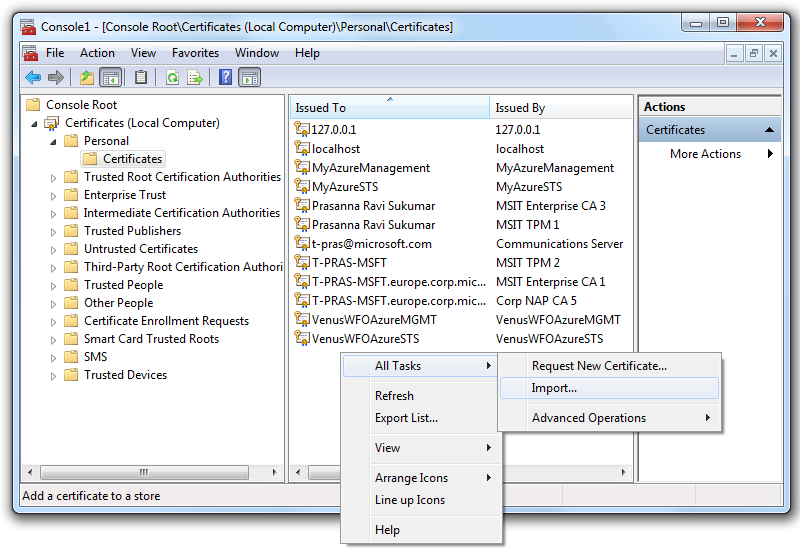 Console1 - [Console Root\Certificates (Local Computer)\Personal\Certificates]
File Action View Favorites Window Help
Console Root
Certificates (Local Computer)
Personal
Certificates
Trusted Root Certification Authorities
Enterprise Trust
Intermediate Certification Authorities
Trusted Publishers
Untrusted Certificates
Third-Party Root Certification Authori
Trusted People
Other People
Certificate Enrollment Requests
Smart Card Trusted Roots
SMS
Trusted Devices
Issued To Issued By
127.0.0.1 127.0.0.1
localhost localhost
MyAzureManagement MyAzureManagement
MyAzureSTS MyAzureSTS
Prasanna Ravi Sukumar MSIT Enterprise CA 3
Prasanna Ravi Sukumar MSIT TPM 1
t-pras@microsoft.com Communications Server
T-PRAS-MSFT MSIT TPM 2
T-PRAS-MSFT.europe.corp.mic... MSIT Enterprise CA 1
T-PRAS-MSFT.europe.corp.mic... Corp NAP CA 5
VenusWFOAzureMGMT VenusWFOAzureMGMT
VenusWFOAzureSTS VenusWFOAzureSTS
Actions
Certificates
More Actions
All Tasks
Refresh
Export List...
View
Arrange Icons
Line up Icons
Help
Request New Certificate...
Import...
Advanced Operations
Add a certificate to a store